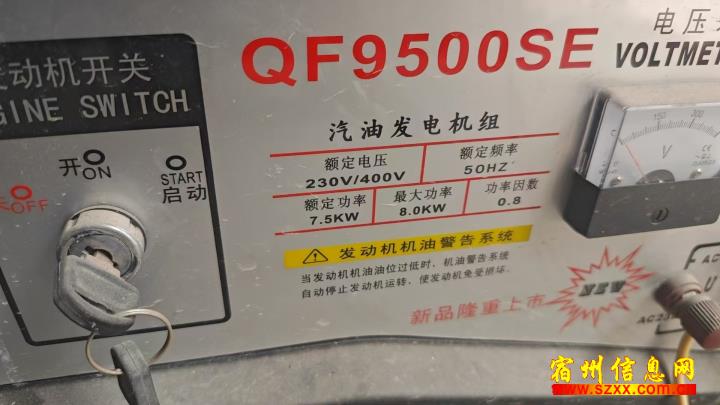 QF9500SE
电压
VOLTMET
发动机开关
GINE SWITCH
开
ON
OFF
START
启动
汽油发电机组
额定电压
230V/400V
额定频率
50HZ
额定功率
7.5KW
最大功率
8.0KW
功率因数
0.8
发动机机油警告系统
当发动机机油油位过低时，机油警告系统
自动停止发动机运转，使发动机免受损坏。
新品隆重上市
NEW
150
300
V
AC
U
宿州信息网
www.szxx.com.cn